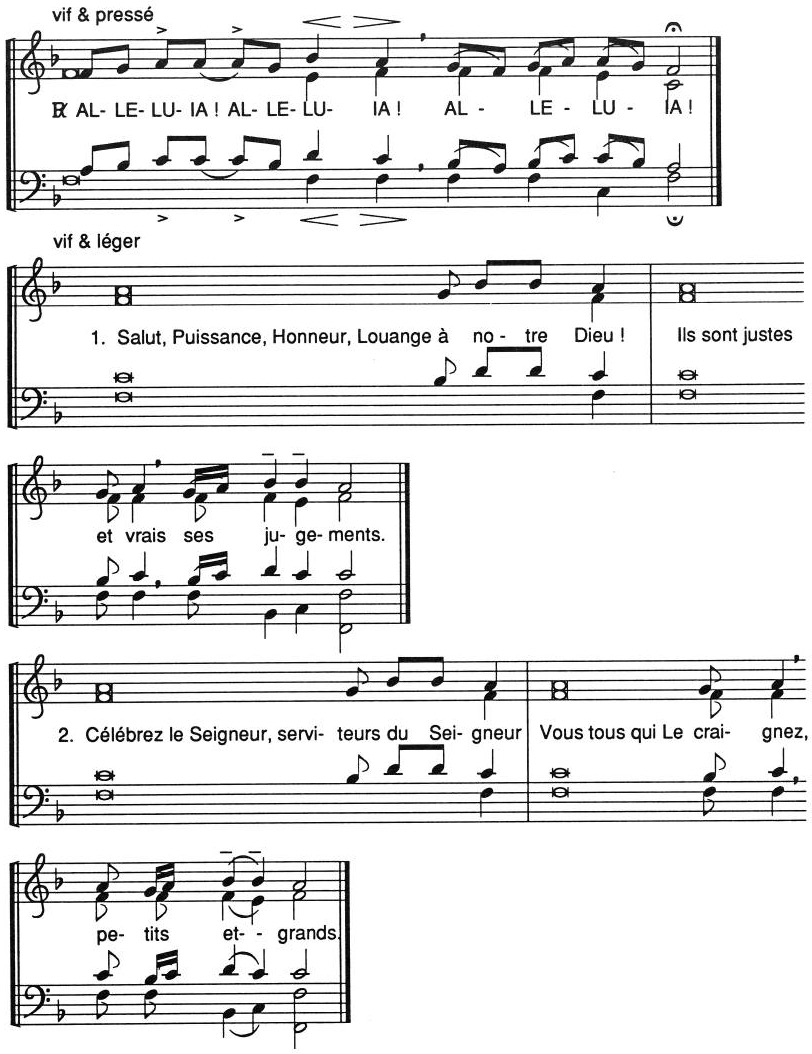 vif & pressé
℟ AL- LE- LU- IA ! AL- LE- LU- IA ! AL - LE - LU - IA !
vif & léger
1. Salut, Puissance, Honneur, Louange à no - tre Dieu ! Ils sont justes
et vrais ses ju- ge- ments.
2. Célébrez le Seigneur, servi- teurs du Sei- gneur Vous tous qui Le crai- gnez,
pe- tits et- - grands.